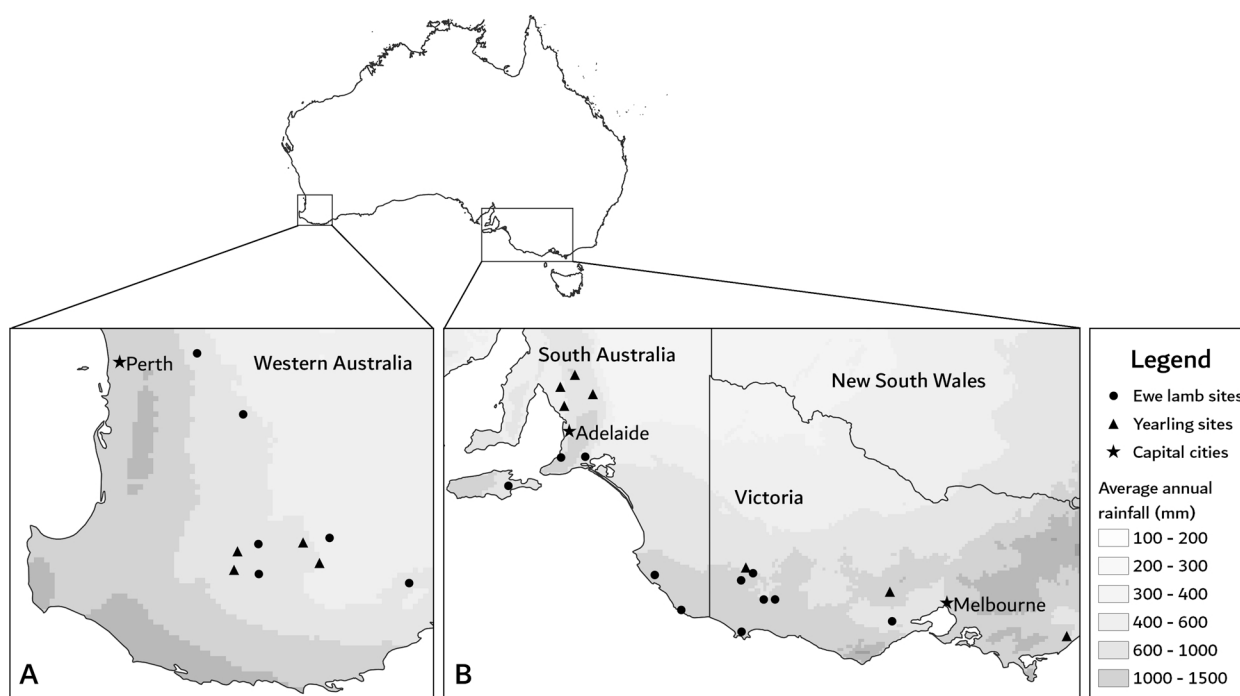 Perth
Western Australia
A
South Australia
New South Wales
Adelaide
Victoria
Melbourne
B
Legend
Ewe lamb sites
Yearling sites
Capital cities
Average annual
rainfall (mm)
100 - 200
200 - 300
300 - 400
400 - 600
600 - 1000
1000 - 1500